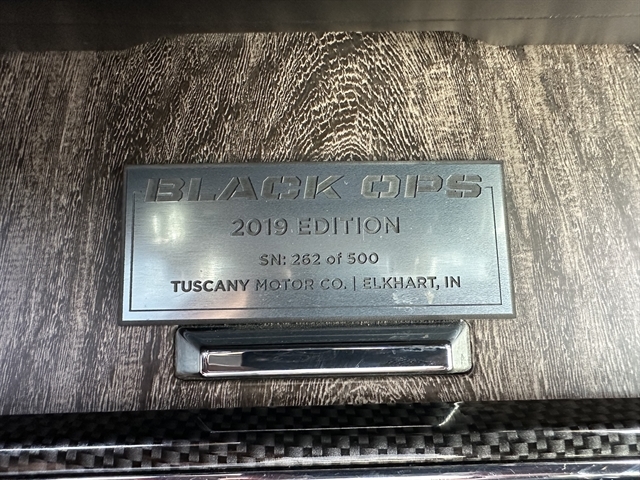 BLACK OPS
2019 EDITION
SN: 262 of 500
TUSCANY MOTOR CO. | ELKHART, IN